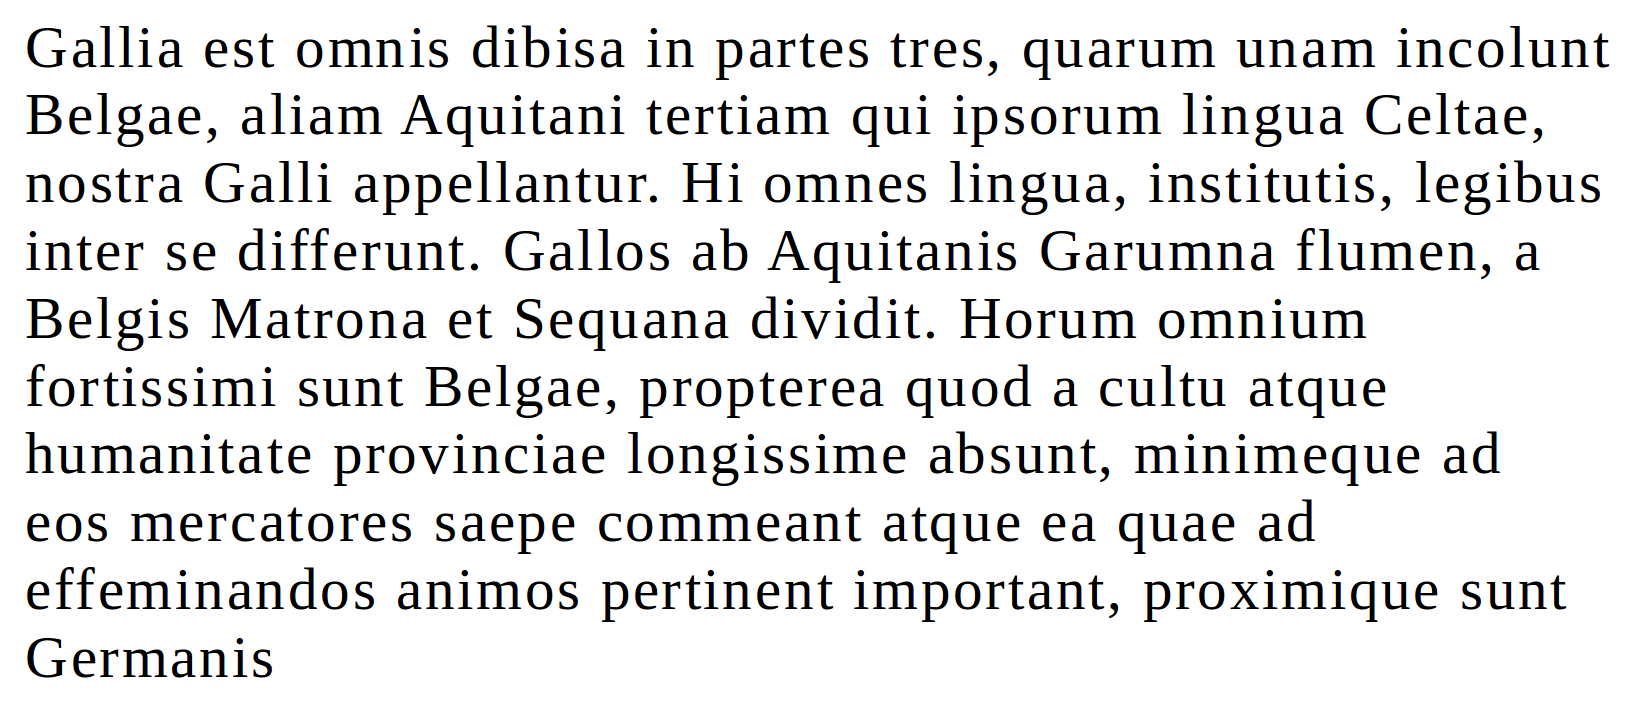 Gallia est omnis dibisa in partes tres, quarum unam incolunt
Belgae, aliam Aquitani tertiam qui ipsorum lingua Celtae,
nostra Galli appellantur. Hi omnes lingua, institutis, legibus
inter se differunt. Gallos ab Aquitanis Garumna flumen, a
Belgis Matrona et Sequana dividit. Horum omnium
fortissimi sunt Belgae, propterea quod a cultu atque
humanitate provinciae longissime absunt, minimeque ad
eos mercatores saepe commeant atque ea quae ad
effeminandos animos pertinent important, proximique sunt
Germanis